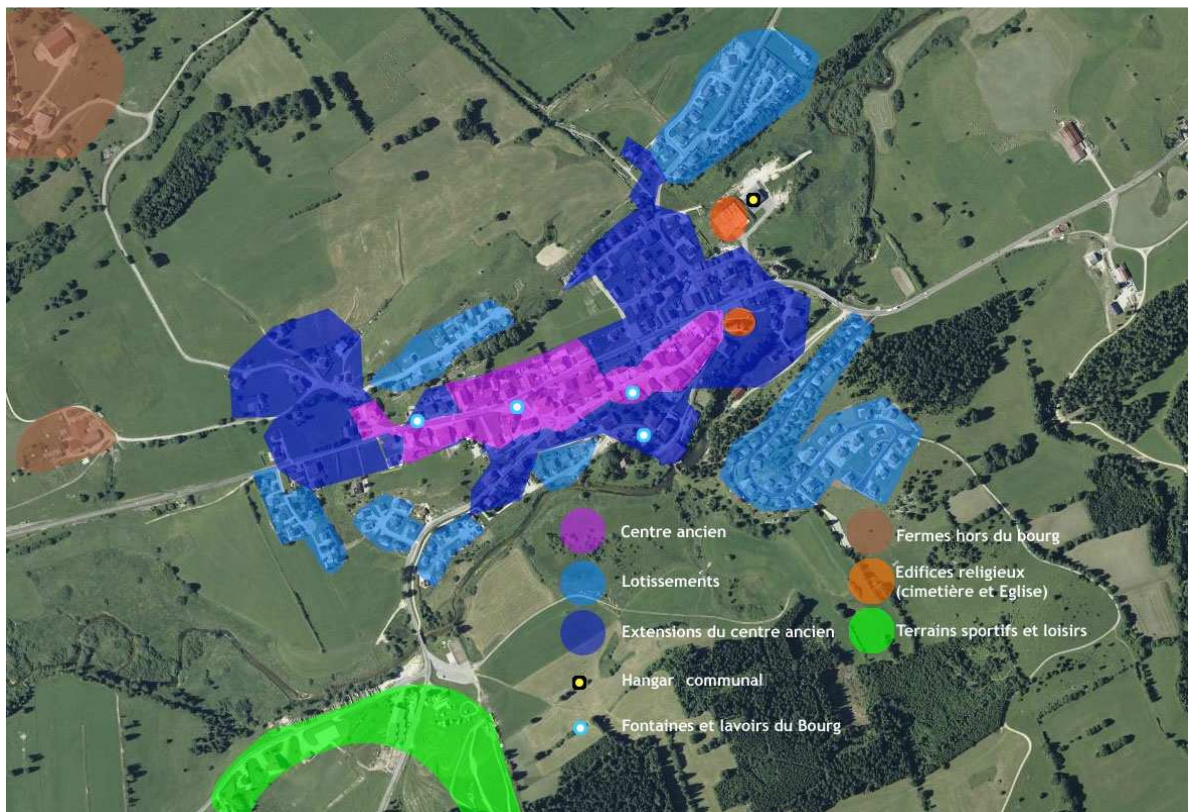 Centre ancien
Lotissements
Extensions du centre ancien
Hangar communal
Fontaines et lavoirs du Bourg
Fermes hors du bourg
Edifices religieux
(cimetière et Eglise)
Terrains sportifs et loisirs